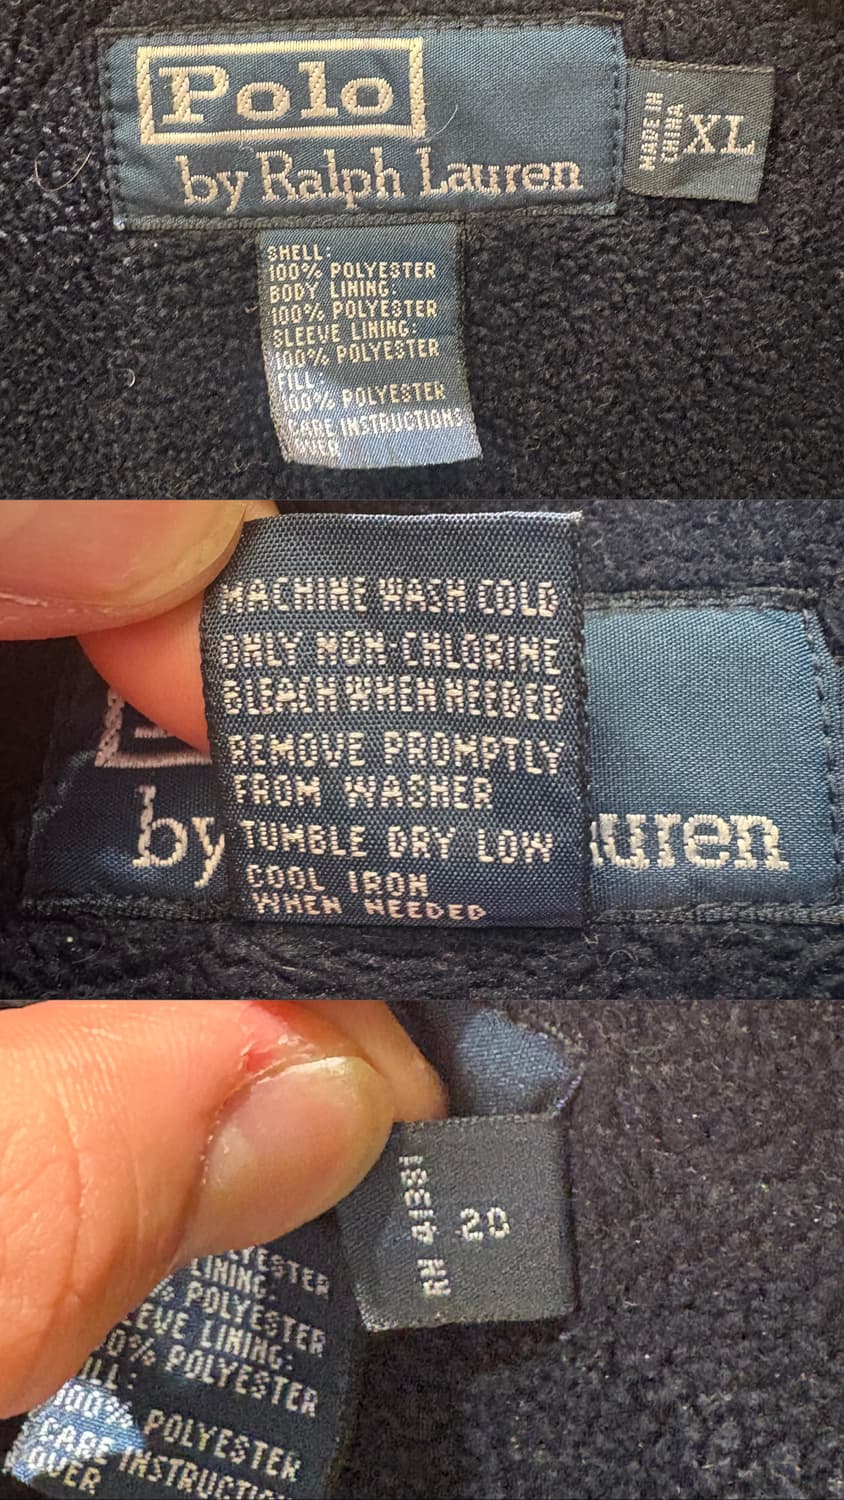 Polo
by Ralph Lauren
MADE IN
CHINA
XL
SHELL:
100% POLYESTER
BODY LINING:
100% POLYESTER
SLEEVE LINING:
100% POLYESTER
FILL:
100% POLYESTER
CARE INSTRUCTIONS
OVER
MACHINE WASH COLD
ONLY NON-CHLORINE
BLEACH WHEN NEEDED
REMOVE PROMPTLY
FROM WASHER
TUMBLE DRY LOW
COOL IRON
WHEN NEEDED
by
uren
RN 41381
20
LINING:
% POLYESTER
LINING:
% POLYESTER
100% POLYESTER
CARE
OVER